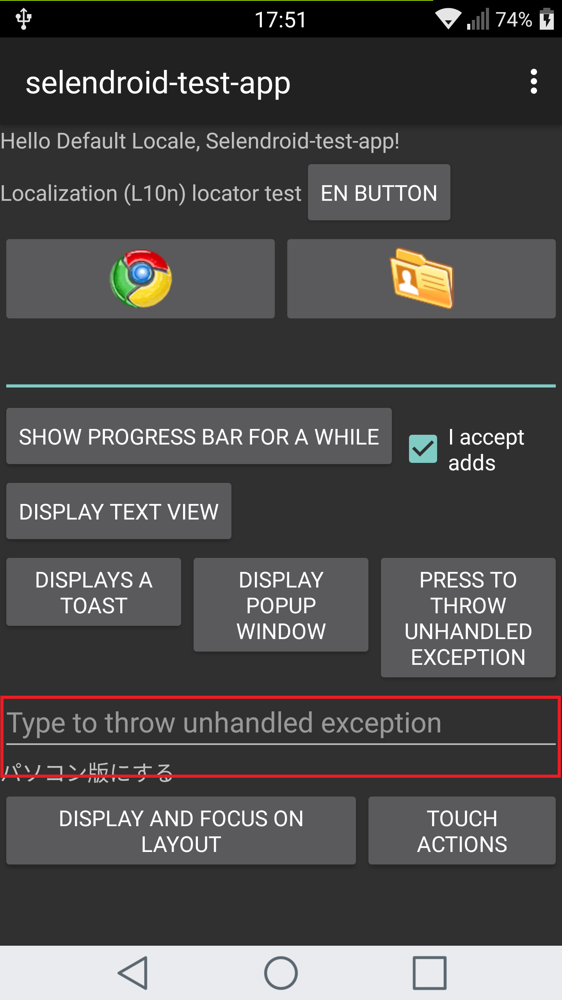 17:51
74%
selendroid-test-app
Hello Default Locale, Selendroid-test-app!
Localization (L10n) locator test
EN BUTTON
SHOW PROGRESS BAR FOR A WHILE
I accept
adds
DISPLAY TEXT VIEW
DISPLAYS A
TOAST
DISPLAY
POPUP
WINDOW
PRESS TO
THROW
UNHANDLED
EXCEPTION
Type to throw unhandled exception
パソコン版にする
DISPLAY AND FOCUS ON
LAYOUT
TOUCH
ACTIONS